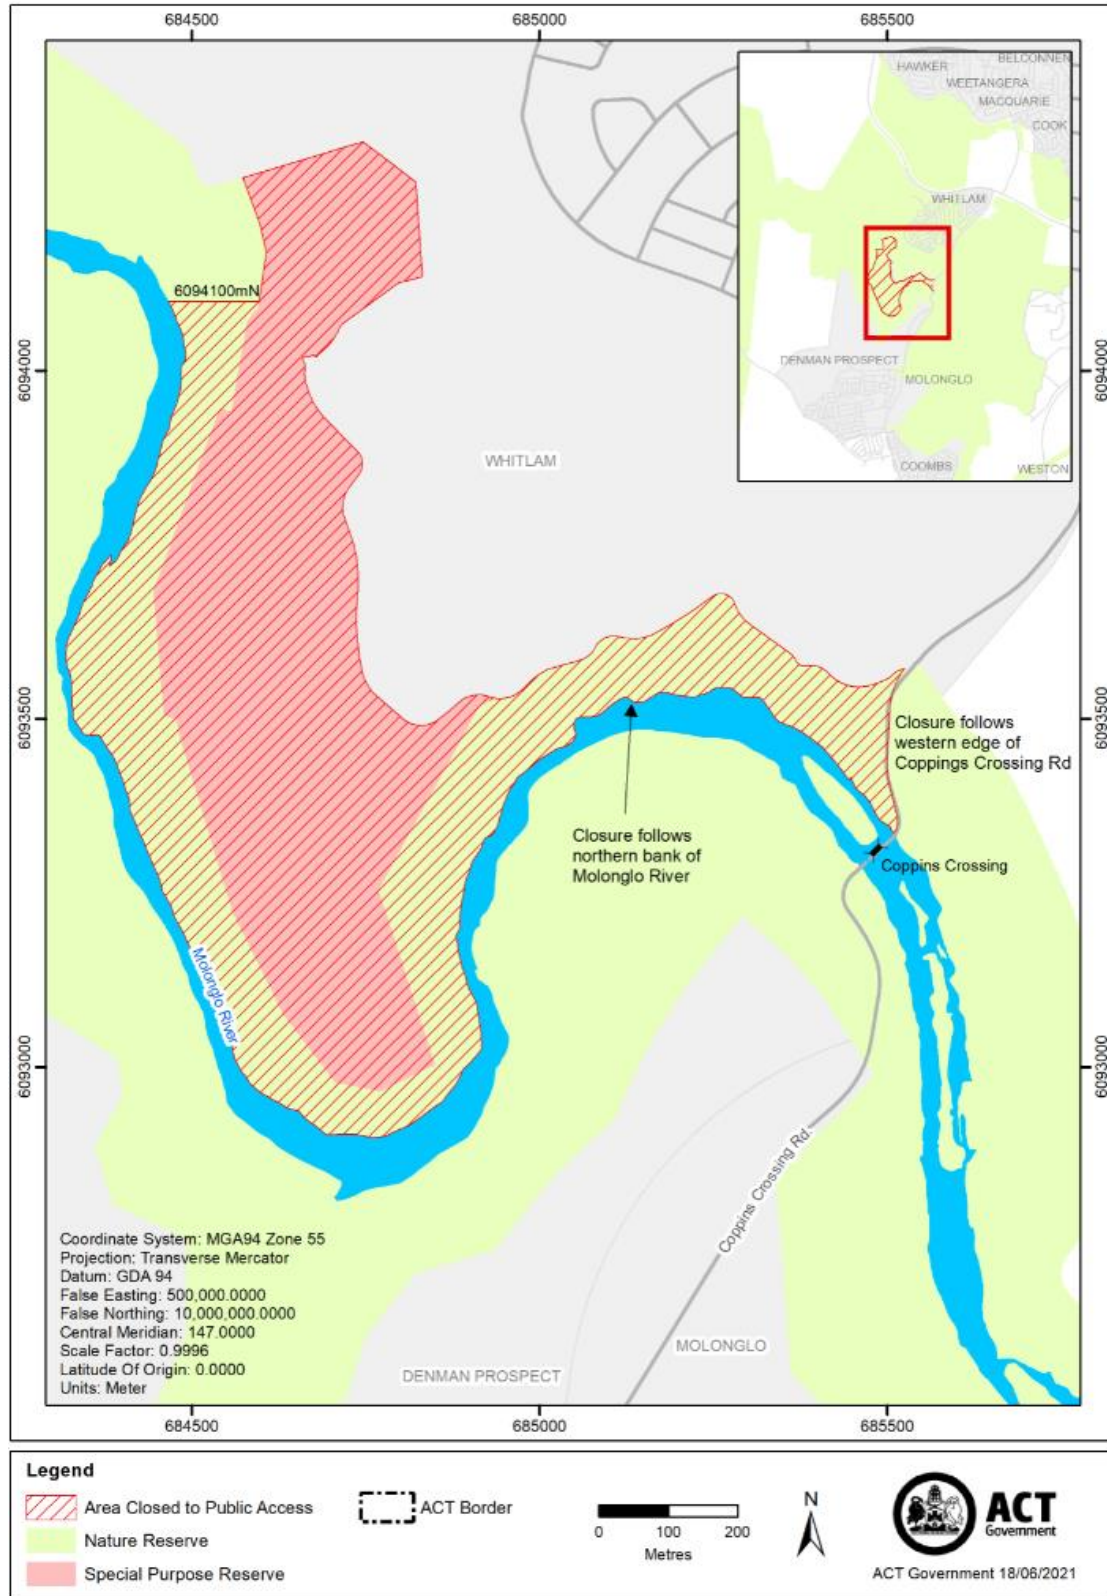 684500
685000
685500
HAWKER
BELCONNEN
WEETANGERA
MACQUARIE
COOK
WHITLAM
DENMAN PROSPECT
MOLONGLO
COOMBS
WESTON
6094100mN
6094000
6094000
WHITLAM
6093500
6093500
Closure follows
western edge of
Coppings Crossing Rd
Closure follows
northern bank of
Molonglo River
Coppins Crossing
Molonglo River
6093000
6093000
Coppins Crossing Rd.
Coordinate System: MGA94 Zone 55
Projection: Transverse Mercator
Datum: GDA 94
False Easting: 500,000.0000
False Northing: 10,000,000.0000
Central Meridian: 147.0000
Scale Factor: 0.9996
Latitude Of Origin: 0.0000
Units: Meter
MOLONGLO
DENMAN PROSPECT
684500
685000
685500
Legend
Area Closed to Public Access
ACT Border
Nature Reserve
Special Purpose Reserve
0 100 200
Metres
N
ACT
Government
ACT Government 18/06/2021